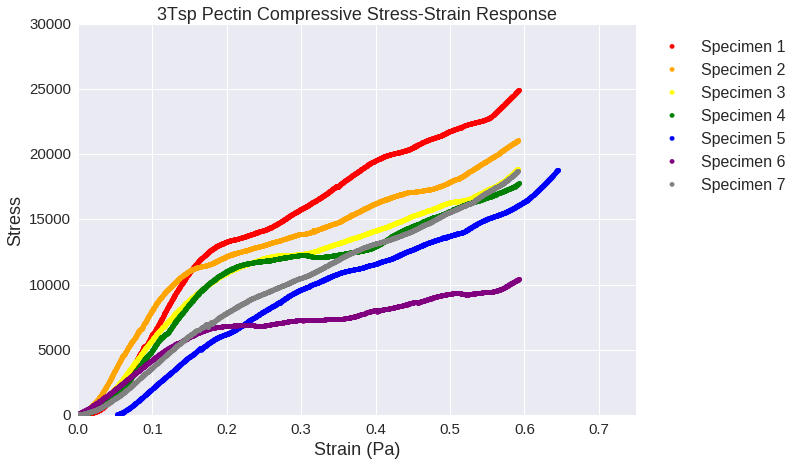 3Tsp Pectin Compressive Stress-Strain Response
30000
25000
20000
15000
10000
5000
0
Stress
0.0 0.1 0.2 0.3 0.4 0.5 0.6 0.7
Strain (Pa)
Specimen 1
Specimen 2
Specimen 3
Specimen 4
Specimen 5
Specimen 6
Specimen 7